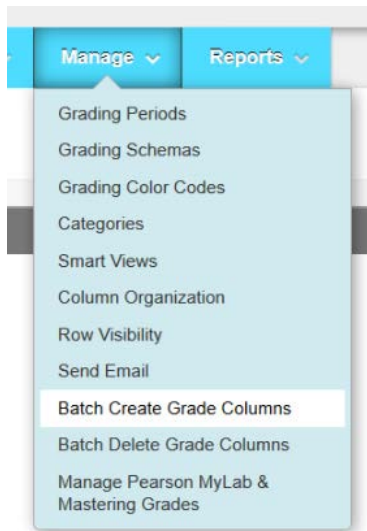 Manage Reports
Grading Periods
Grading Schemas
Grading Color Codes
Categories
Smart Views
Column Organization
Row Visibility
Send Email
Batch Create Grade Columns
Batch Delete Grade Columns
Manage Pearson MyLab &
Mastering Grades